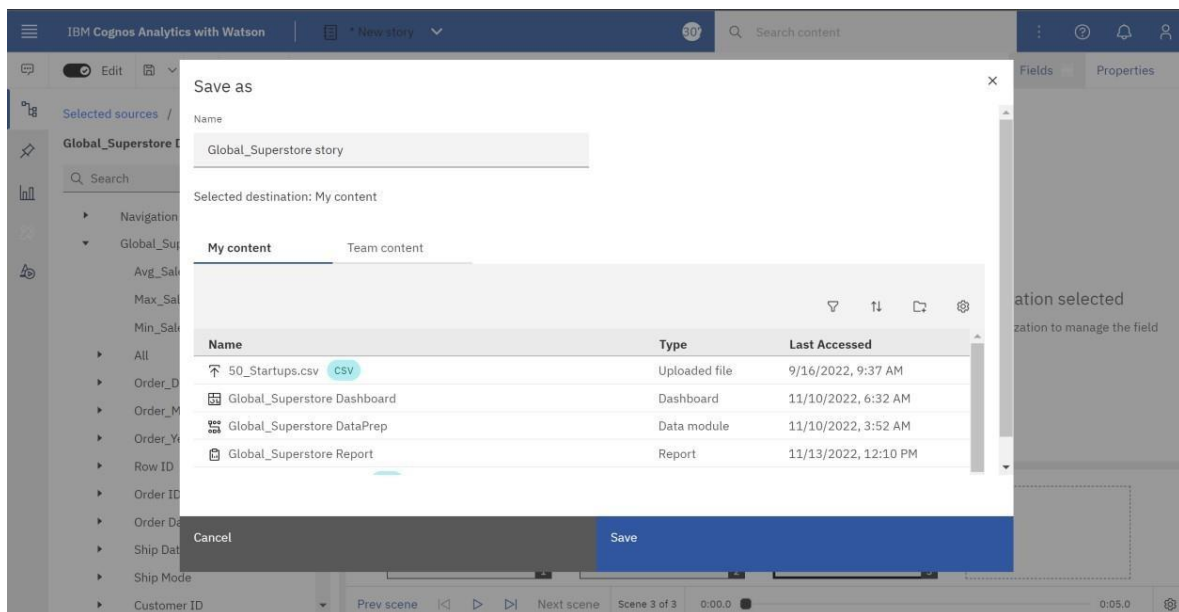 IBM Cognos Analytics with Watson
* New story
30
Search content
Edit
Fields
Properties
Selected sources /
Global_Superstore D
Search
Navigation
Global_Sup
Avg_Sal
Max_Sal
Min_Sale
All
Order_D
Order_M
Order_Ye
Row ID
Order ID
Order Da
Ship Dat
Ship Mode
Customer ID
Save as
Name
Global_Superstore story
Selected destination: My content
My content
Team content
Name Type Last Accessed
50_Startups.csv CSV Uploaded file 9/16/2022, 9:37 AM
Global_Superstore Dashboard Dashboard 11/10/2022, 6:32 AM
Global_Superstore DataPrep Data module 11/10/2022, 3:52 AM
Global_Superstore Report Report 11/13/2022, 12:10 PM
Cancel
Save
ation selected
zation to manage the field
1 2 3
Prev scene Next scene Scene 3 of 3 0:00.0 0:05.0